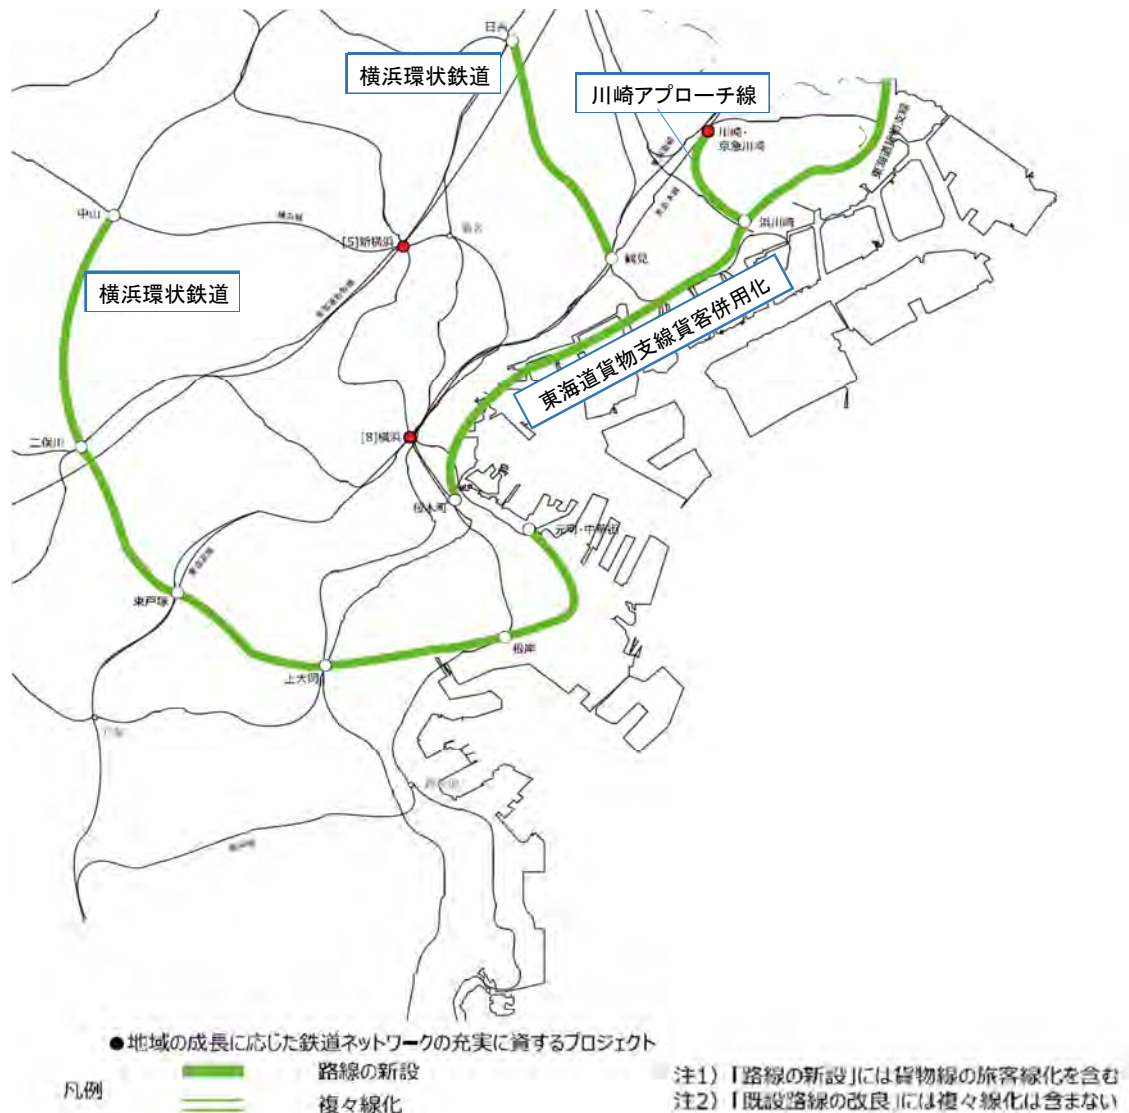 日吉
横浜環状鉄道
川崎アプローチ線
川崎・
京急川崎
東海道貨物支線
中山
横浜線
[5]新横浜
菊名
浜川崎
鶴見
横浜環状鉄道
東海道貨物支線貨客併用化
二俣川
[8]横浜
桜木町
元町・中華街
東戸塚
根岸
上大岡
戸塚
●地域の成長に応じた鉄道ネットワークの充実に資するプロジェクト
凡例
路線の新設
複々線化
注1)「路線の新設」には貨物線の旅客線化を含む
注2)「既設路線の改良」には複々線化は含まない